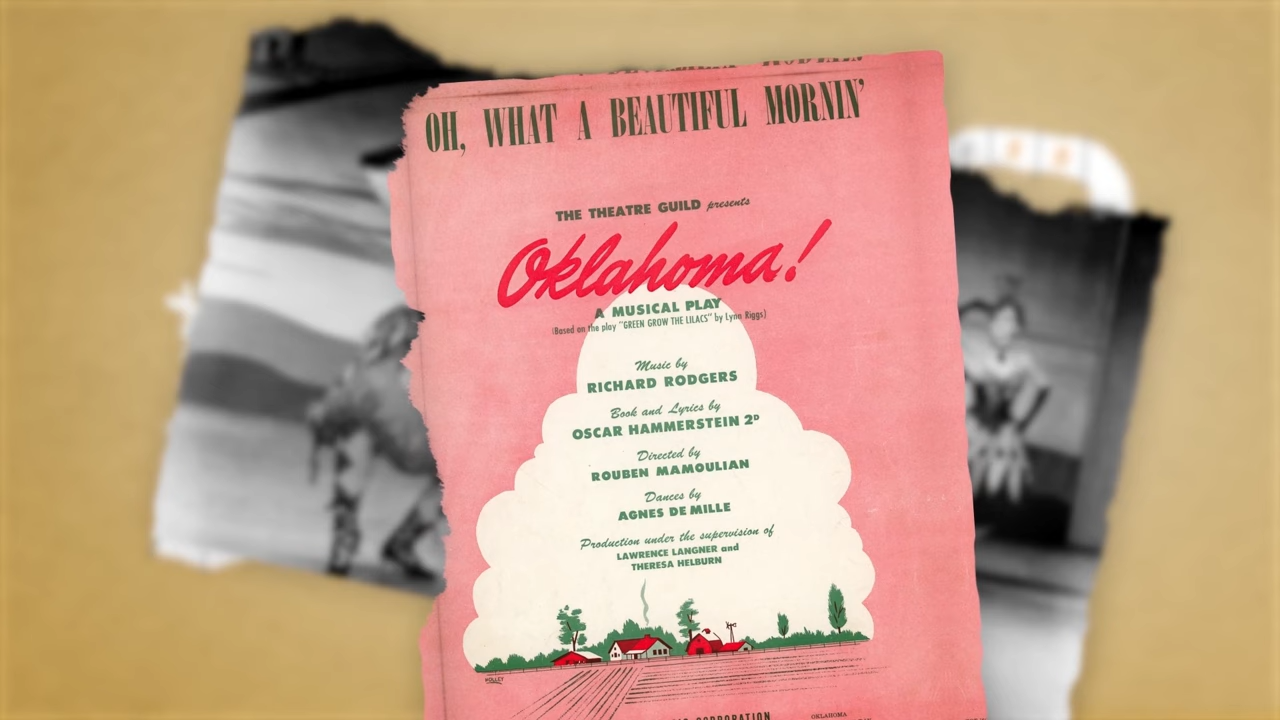 OH, WHAT A BEAUTIFUL MORNIN'
THE THEATRE GUILD presents
Oklahoma!
A MUSICAL PLAY
(Based on the play "GREEN GROW THE LILACS" by Lynn Riggs)
Music by
RICHARD RODGERS
Book and Lyrics by
OSCAR HAMMERSTEIN 2D
Directed by
ROUBEN MAMOULIAN
Dances by
AGNES DE MILLE
Production under the supervision of
LAWRENCE LANGNER and
THERESA HELBURN
HOLLEY
CORPORATION
OKLAHOMA